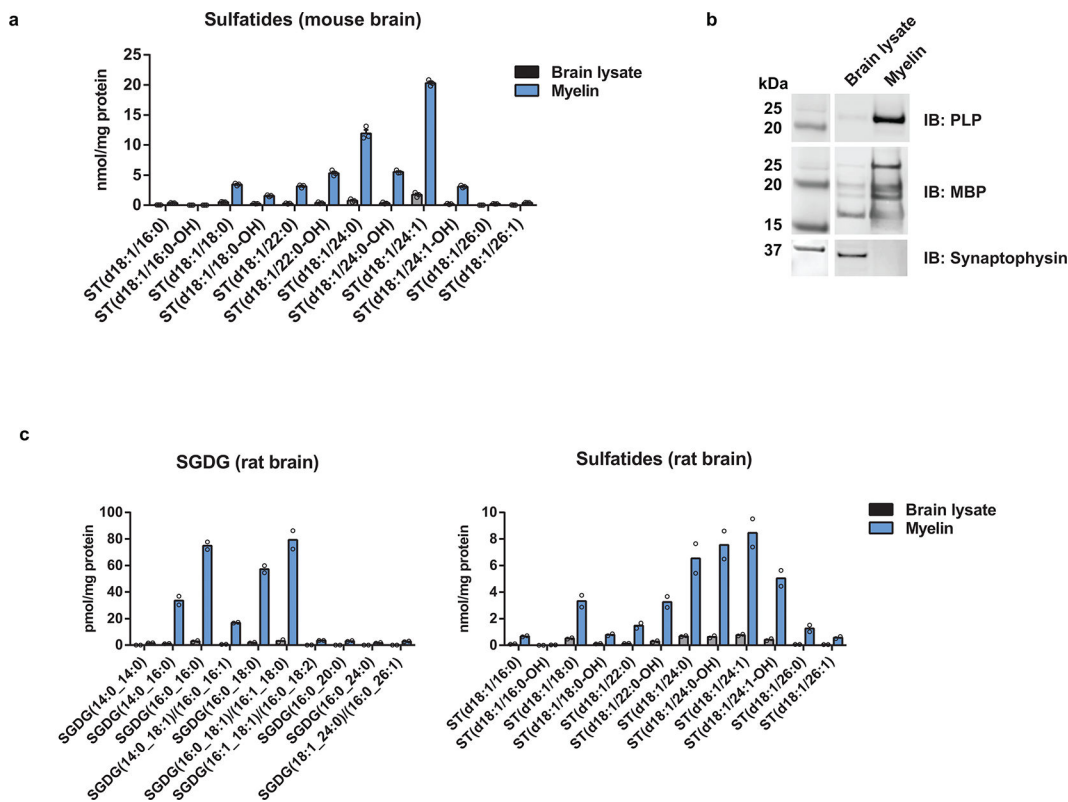 a
Sulfatides (mouse brain)
nmol/mg protein
25
20
15
10
5
0
Brain lysate
Myelin
ST(d18:1/16:0)
ST(d18:1/16:0-OH)
ST(d18:1/18:0)
ST(d18:1/18:0-OH)
ST(d18:1/22:0)
ST(d18:1/22:0-OH)
ST(d18:1/24:0)
ST(d18:1/24:0-OH)
ST(d18:1/24:1)
ST(d18:1/24:1-OH)
ST(d18:1/26:0)
ST(d18:1/26:1)
b
Brain lysate
Myelin
kDa
25
20
IB: PLP
25
20
15
IB: MBP
37
IB: Synaptophysin
c
SGDG (rat brain)
pmol/mg protein
100
80
60
40
20
0
SGDG(14:0_14:0)
SGDG(14:0_16:0)
SGDG(16:0_16:0)
SGDG(14:0_18:1)/(16:0_16:1)
SGDG(16:0_18:0)
SGDG(16:0_18:1)/(16:1_18:0)
SGDG(16:1_18:1)/(16:0_18:2)
SGDG(16:0_20:0)
SGDG(16:0_24:0)
SGDG(18:1_24:0)/(16:0_26:1)
Sulfatides (rat brain)
nmol/mg protein
10
8
6
4
2
0
Brain lysate
Myelin
ST(d18:1/16:0)
ST(d18:1/16:0-OH)
ST(d18:1/18:0)
ST(d18:1/18:0-OH)
ST(d18:1/22:0)
ST(d18:1/22:0-OH)
ST(d18:1/24:0)
ST(d18:1/24:0-OH)
ST(d18:1/24:1)
ST(d18:1/24:1-OH)
ST(d18:1/26:0)
ST(d18:1/26:1)